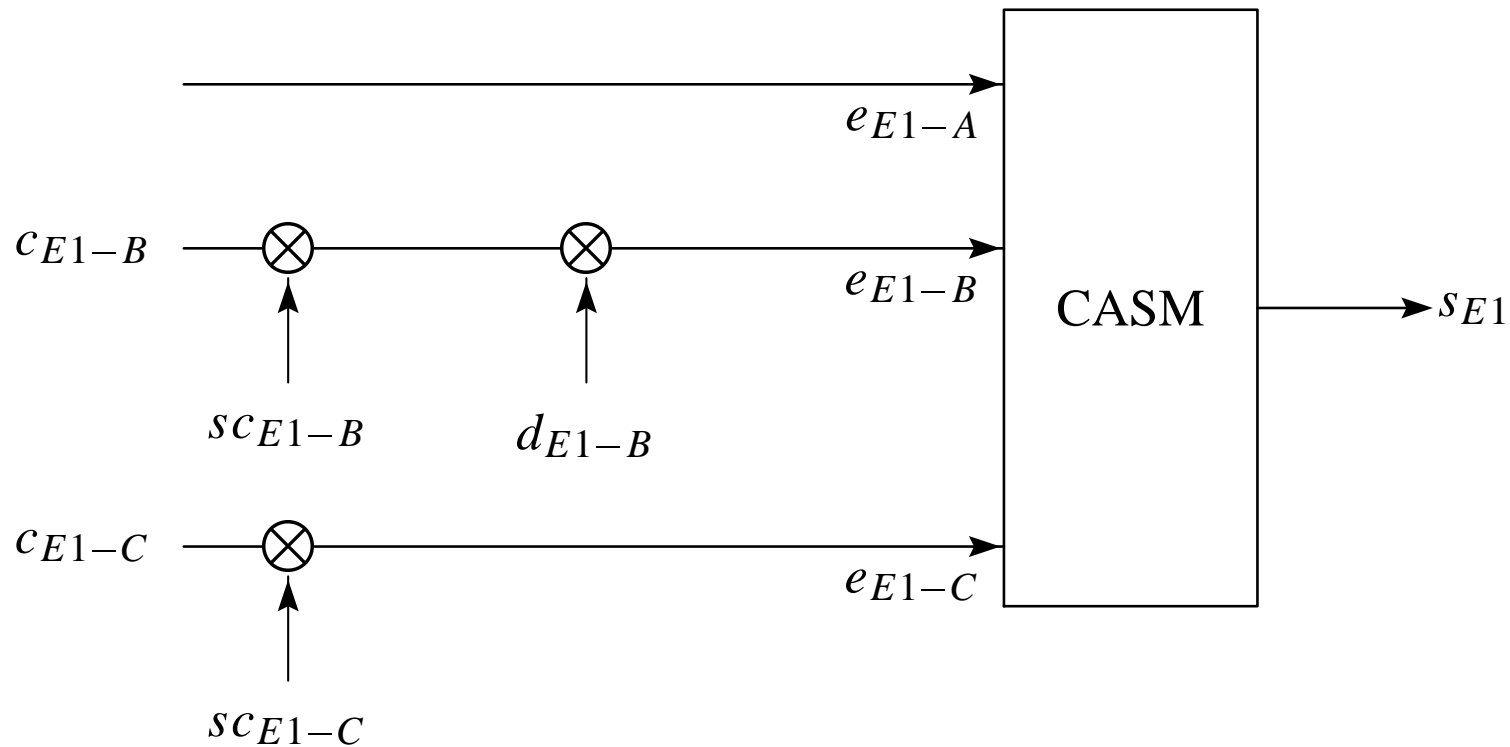 e_{E1−A}
c_{E1−B}
e_{E1−B}
CASM
s_{E1}
sc_{E1−B}
d_{E1−B}
c_{E1−C}
e_{E1−C}
sc_{E1−C}